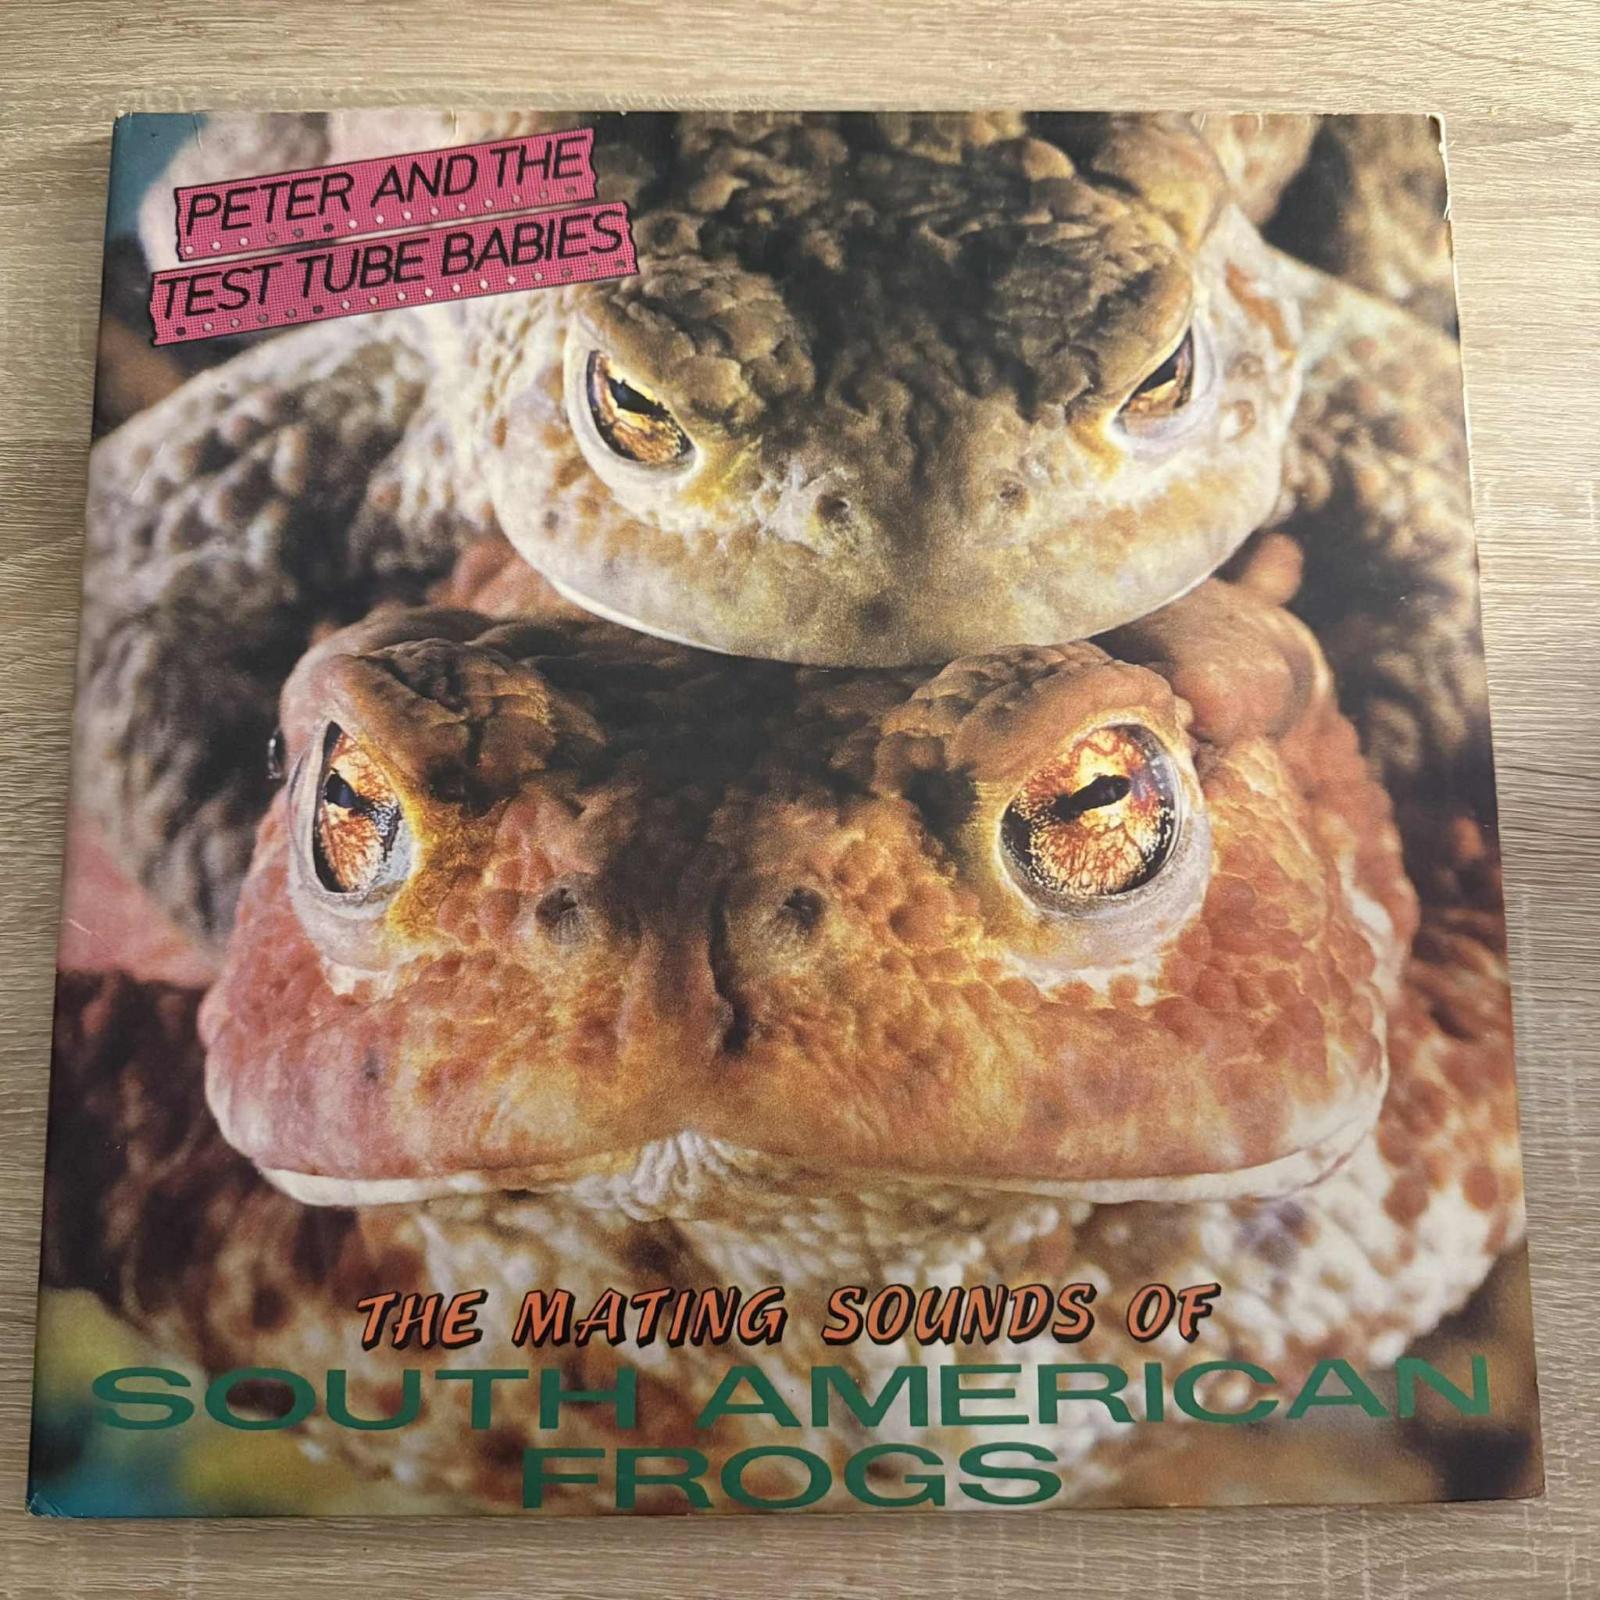 PETER AND THE
TEST TUBE BABIES
THE MATING SOUNDS OF
SOUTH AMERICAN
FROGS